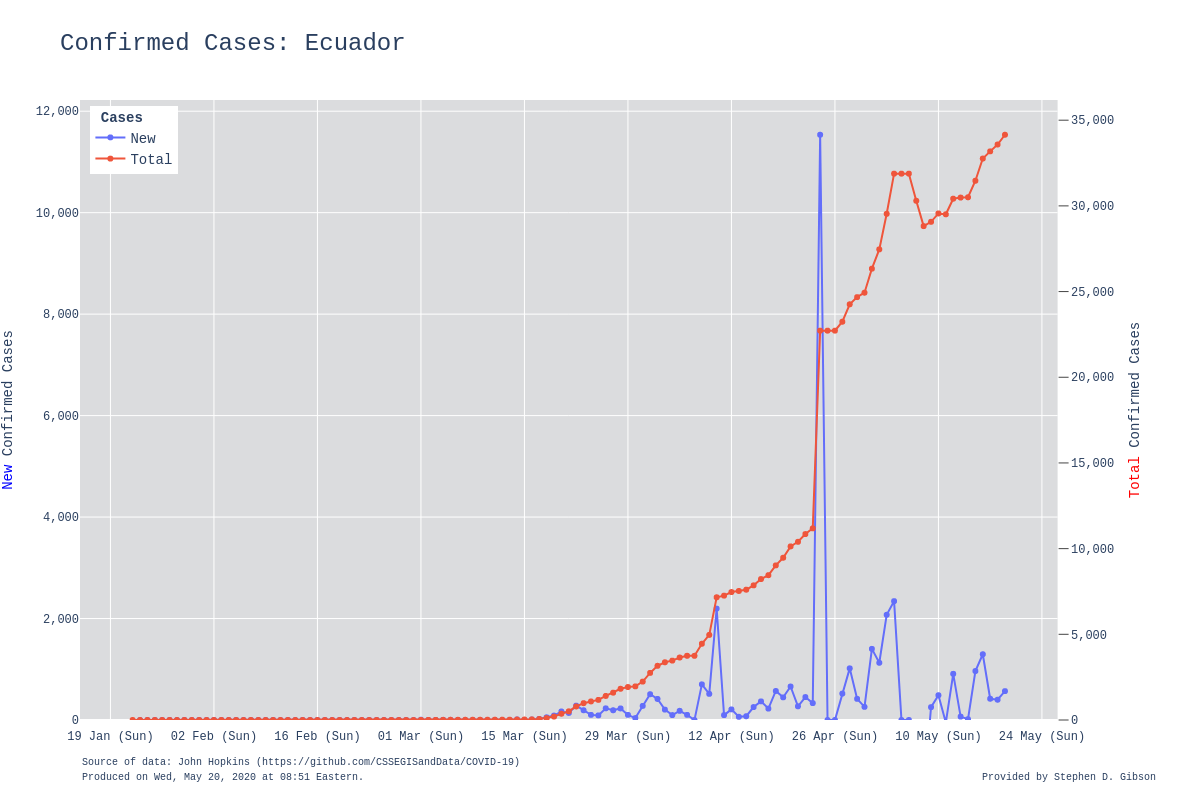 Confirmed Cases: Ecuador
Cases
New
Total
12,000
10,000
8,000
6,000
4,000
2,000
0
New Confirmed Cases
35,000
30,000
25,000
20,000
15,000
10,000
5,000
0
Total Confirmed Cases
19 Jan (Sun) 02 Feb (Sun) 16 Feb (Sun) 01 Mar (Sun) 15 Mar (Sun) 29 Mar (Sun) 12 Apr (Sun) 26 Apr (Sun) 10 May (Sun) 24 May (Sun)
Source of data: John Hopkins (https://github.com/CSSEGISandData/COVID-19)
Produced on Wed, May 20, 2020 at 08:51 Eastern.
Provided by Stephen D. Gibson